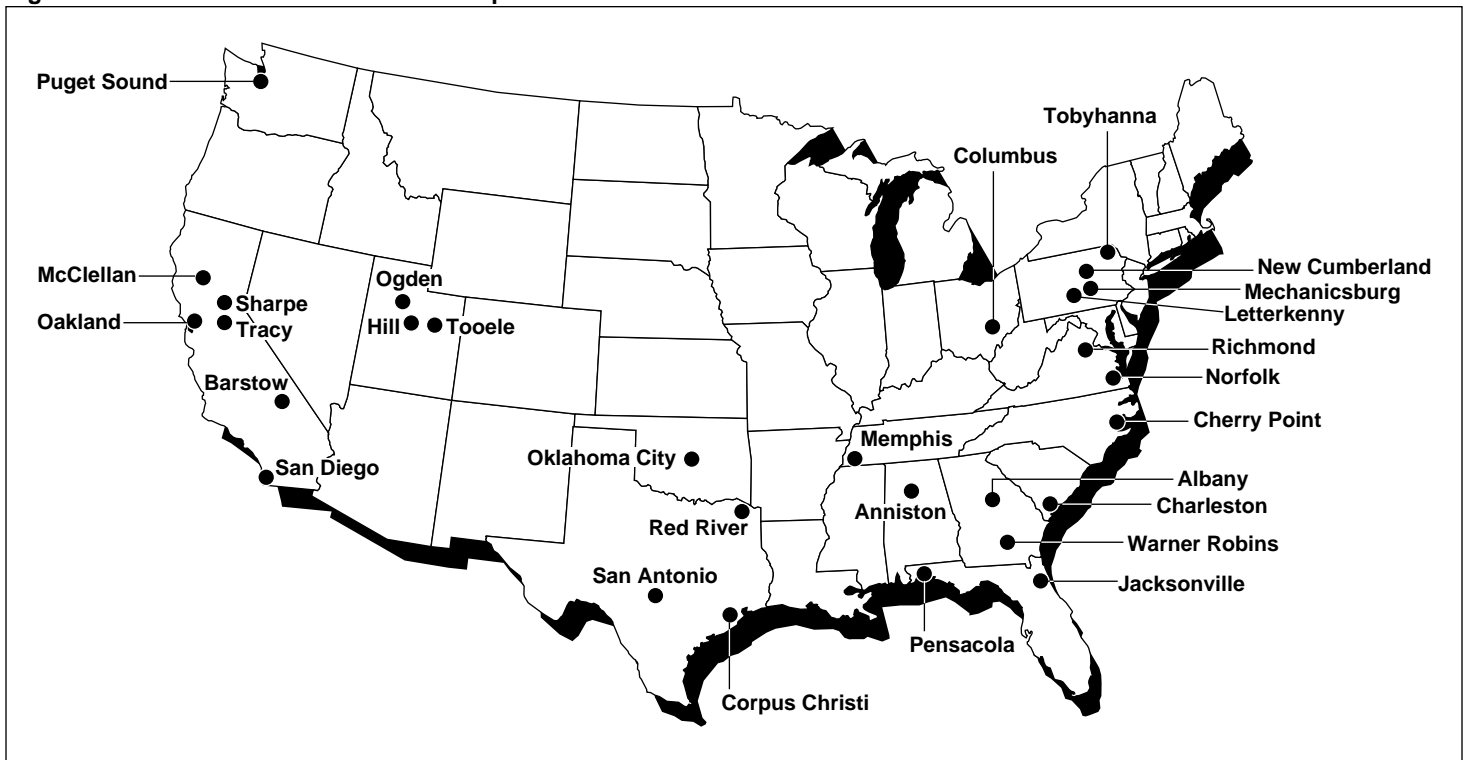 Puget Sound
Tobyhanna
Columbus
McClellan
Ogden
New Cumberland
Sharpe
Mechanicsburg
Oakland
Tracy
Hill
Tooele
Letterkenny
Richmond
Barstow
Norfolk
Cherry Point
Memphis
San Diego
Oklahoma City
Albany
Anniston
Charleston
Red River
Warner Robins
San Antonio
Jacksonville
Pensacola
Corpus Christi